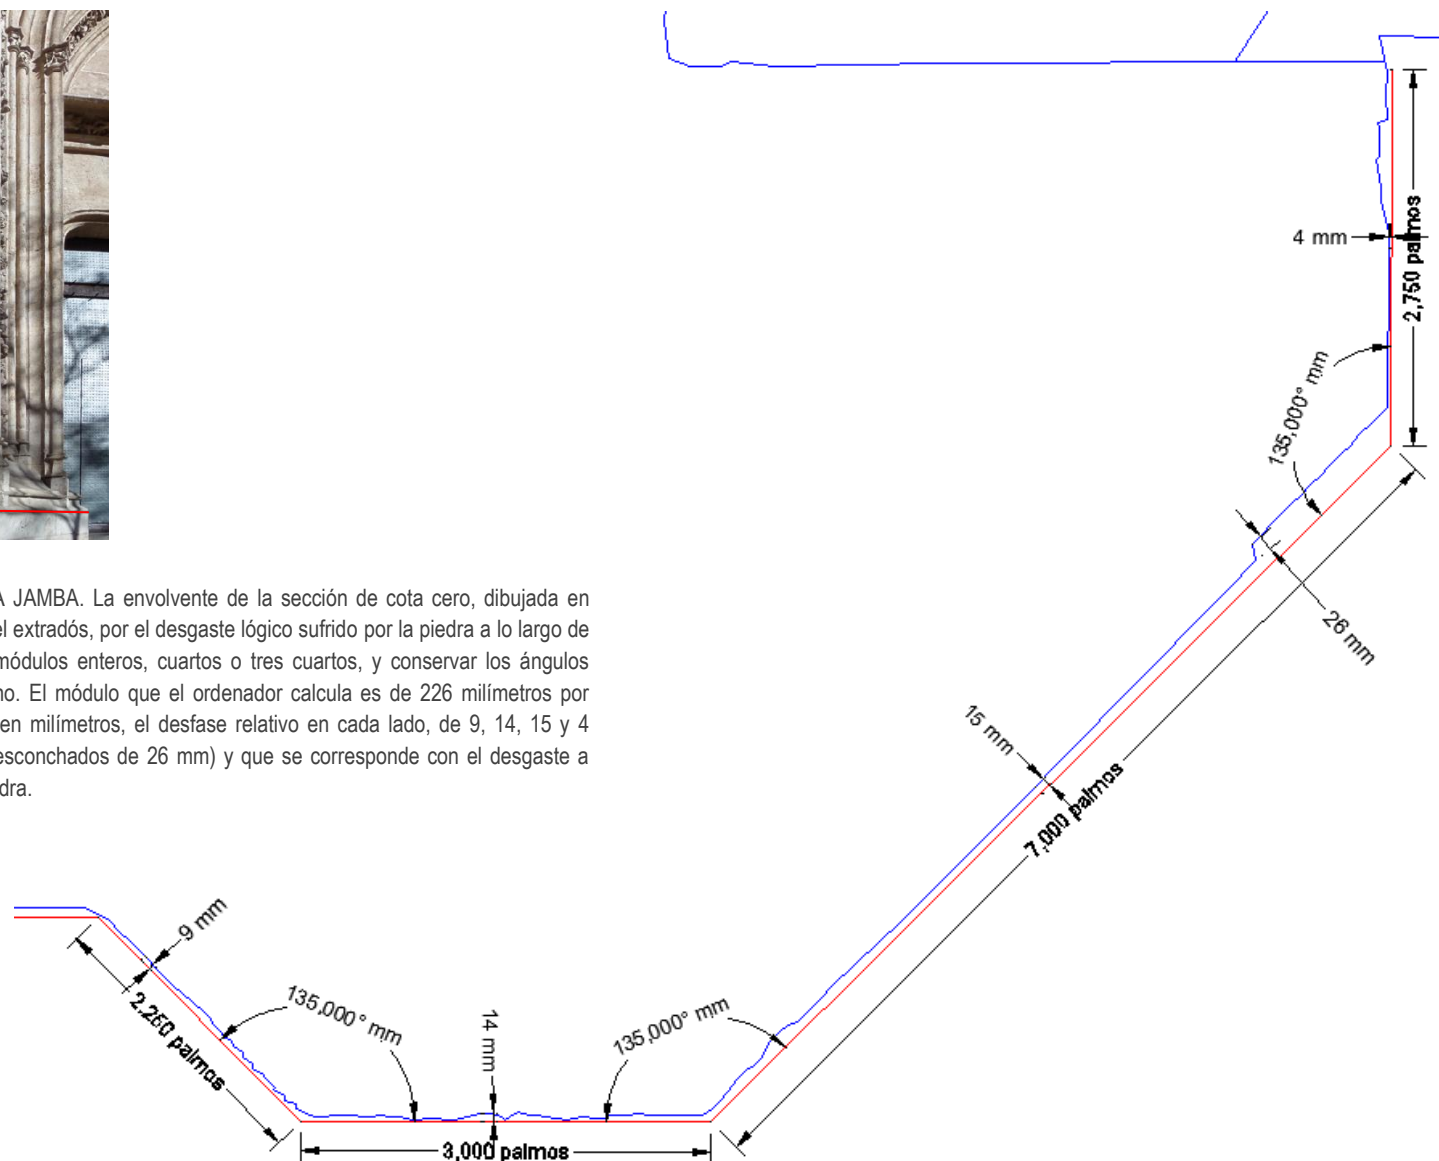 4 mm
2,750 palmos
135,000° mm
26 mm
A JAMBA. La envolvente de la sección de cota cero, dibujada en
el extradós, por el desgaste lógico sufrido por la piedra a lo largo de
módulos enteros, cuartos o tres cuartos, y conservar los ángulos
no. El módulo que el ordenador calcula es de 226 milímetros por
en milímetros, el desfase relativo en cada lado, de 9, 14, 15 y 4
esconchados de 26 mm) y que se corresponde con el desgaste a
dra.
15 mm
7,000 palmos
9 mm
2,250 palmos
135,000° mm
14 mm
135,000° mm
3,000 palmos